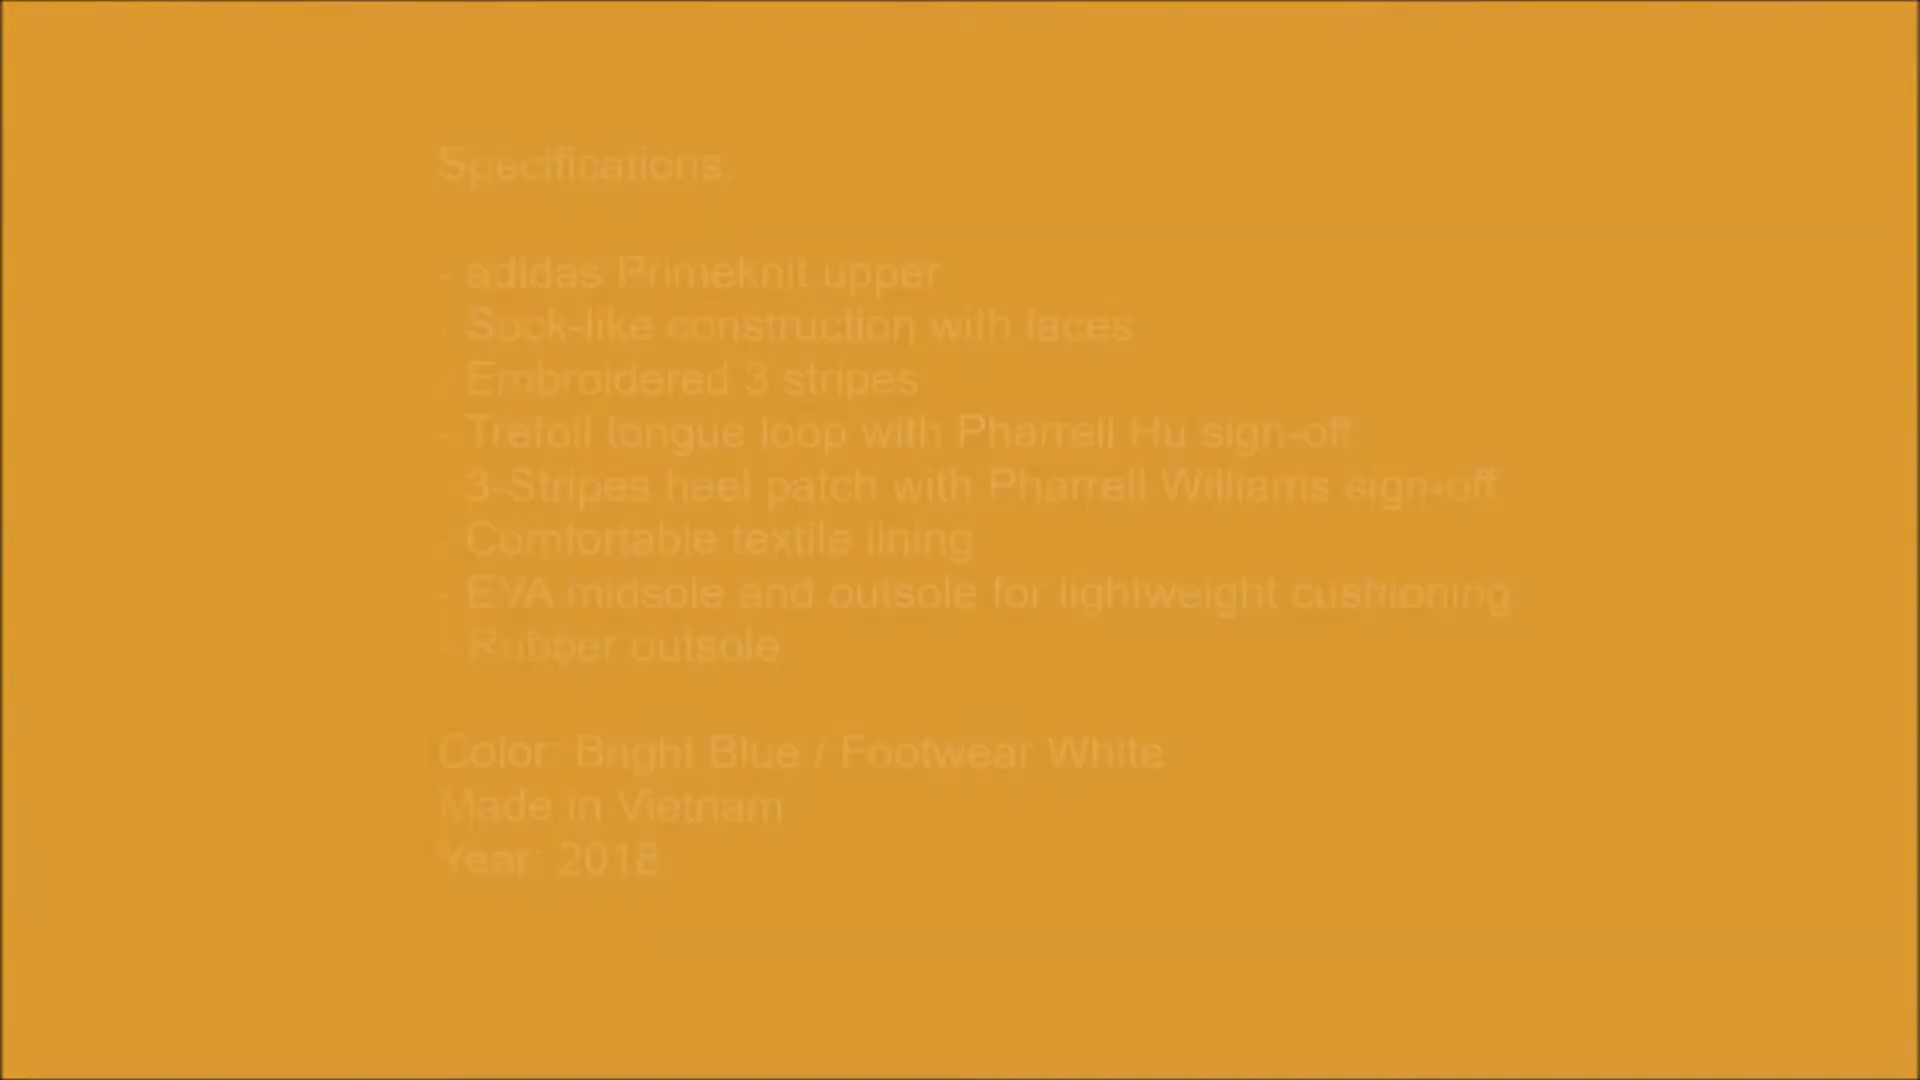 Specifications:
- adidas Primeknit upper
- Sock-like construction with laces
- Embroidered 3 stripes
- Trefoil tongue loop with Pharrell Hu sign-off
3-Stripes heel patch with Pharrell Williams sign-off
- Comfortable textile lining
- EVA midsole and outsole for lightweight cushioning
- Rubber outsole
Color: Bright Blue / Footwear White
Made in Vietnam
Year: 2018